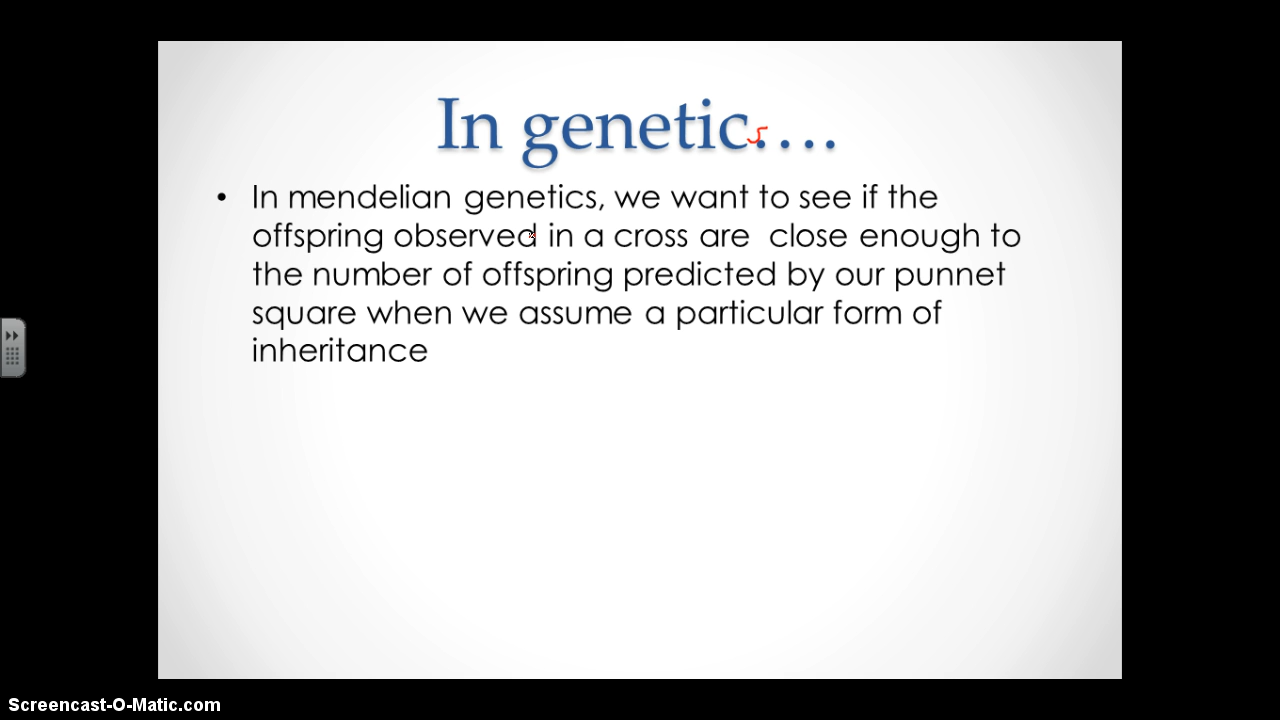 In genetics....
• In mendelian genetics, we want to see if the
offspring observed in a cross are  close enough to
the number of offspring predicted by our punnet
square when we assume a particular form of
inheritance
Screencast-O-Matic.com